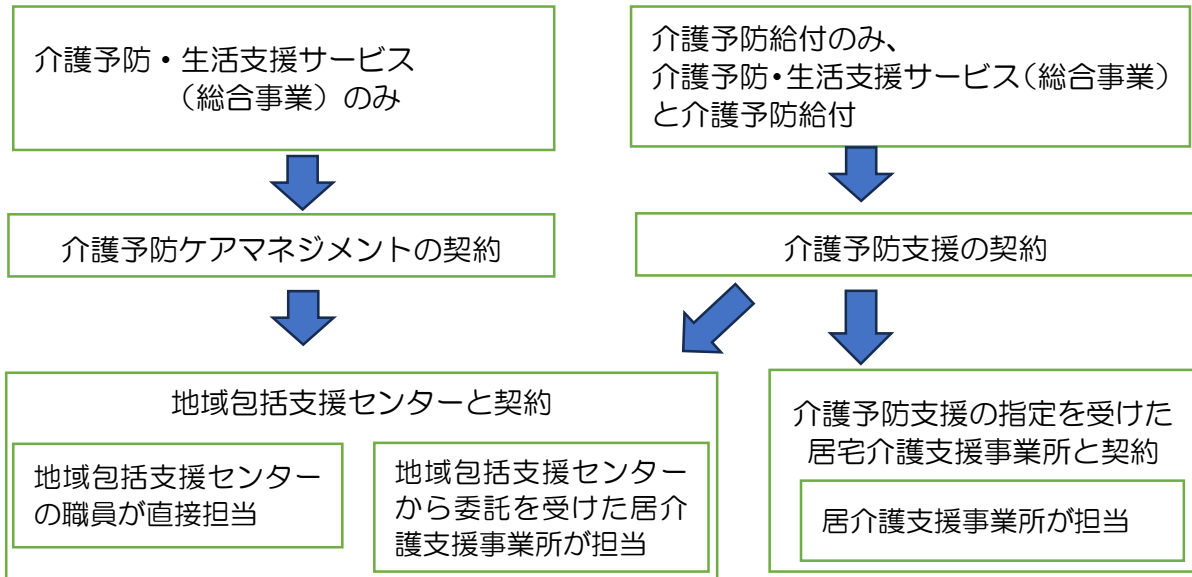 介護予防・生活支援サービス
（総合事業）のみ
介護予防給付のみ、
介護予防・生活支援サービス（総合事業）
と介護予防給付
介護予防ケアマネジメントの契約
介護予防支援の契約
地域包括支援センターと契約
地域包括支援センター
の職員が直接担当
地域包括支援センター
から委託を受けた居介
護支援事業所が担当
介護予防支援の指定を受けた
居宅介護支援事業所と契約
居介護支援事業所が担当